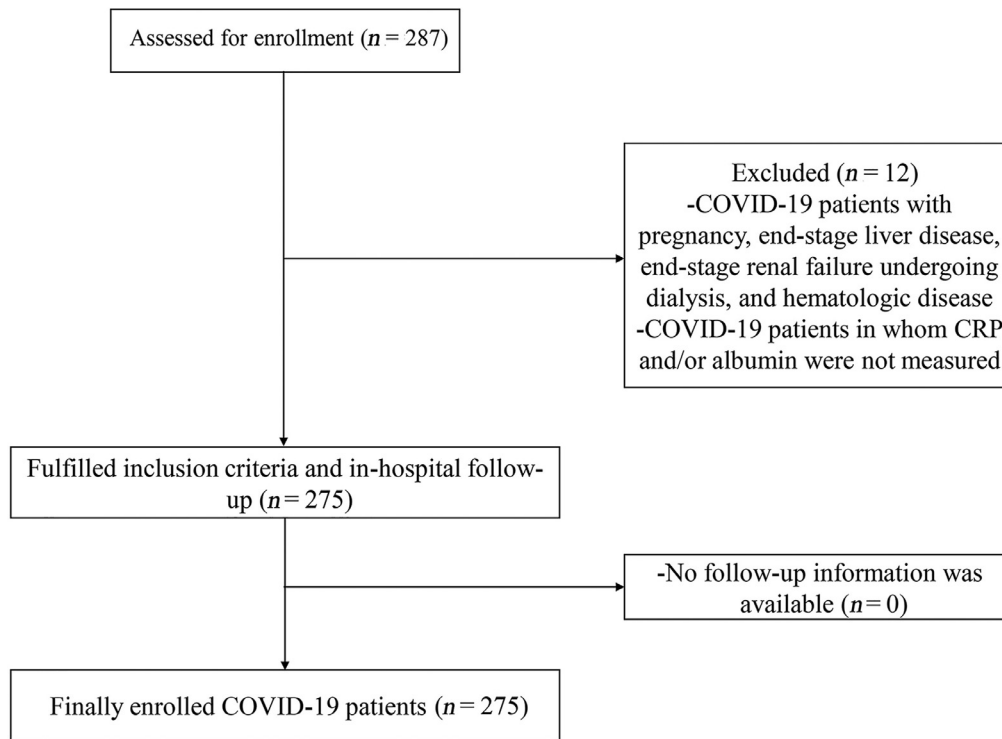 Assessed for enrollment (n = 287)
Excluded (n = 12)
-COVID-19 patients with
pregnancy, end-stage liver disease,
end-stage renal failure undergoing
dialysis, and hematologic disease
-COVID-19 patients in whom CRP
and/or albumin were not measured
Fulfilled inclusion criteria and in-hospital follow-
up (n = 275)
-No follow-up information was
available (n = 0)
Finally enrolled COVID-19 patients (n = 275)